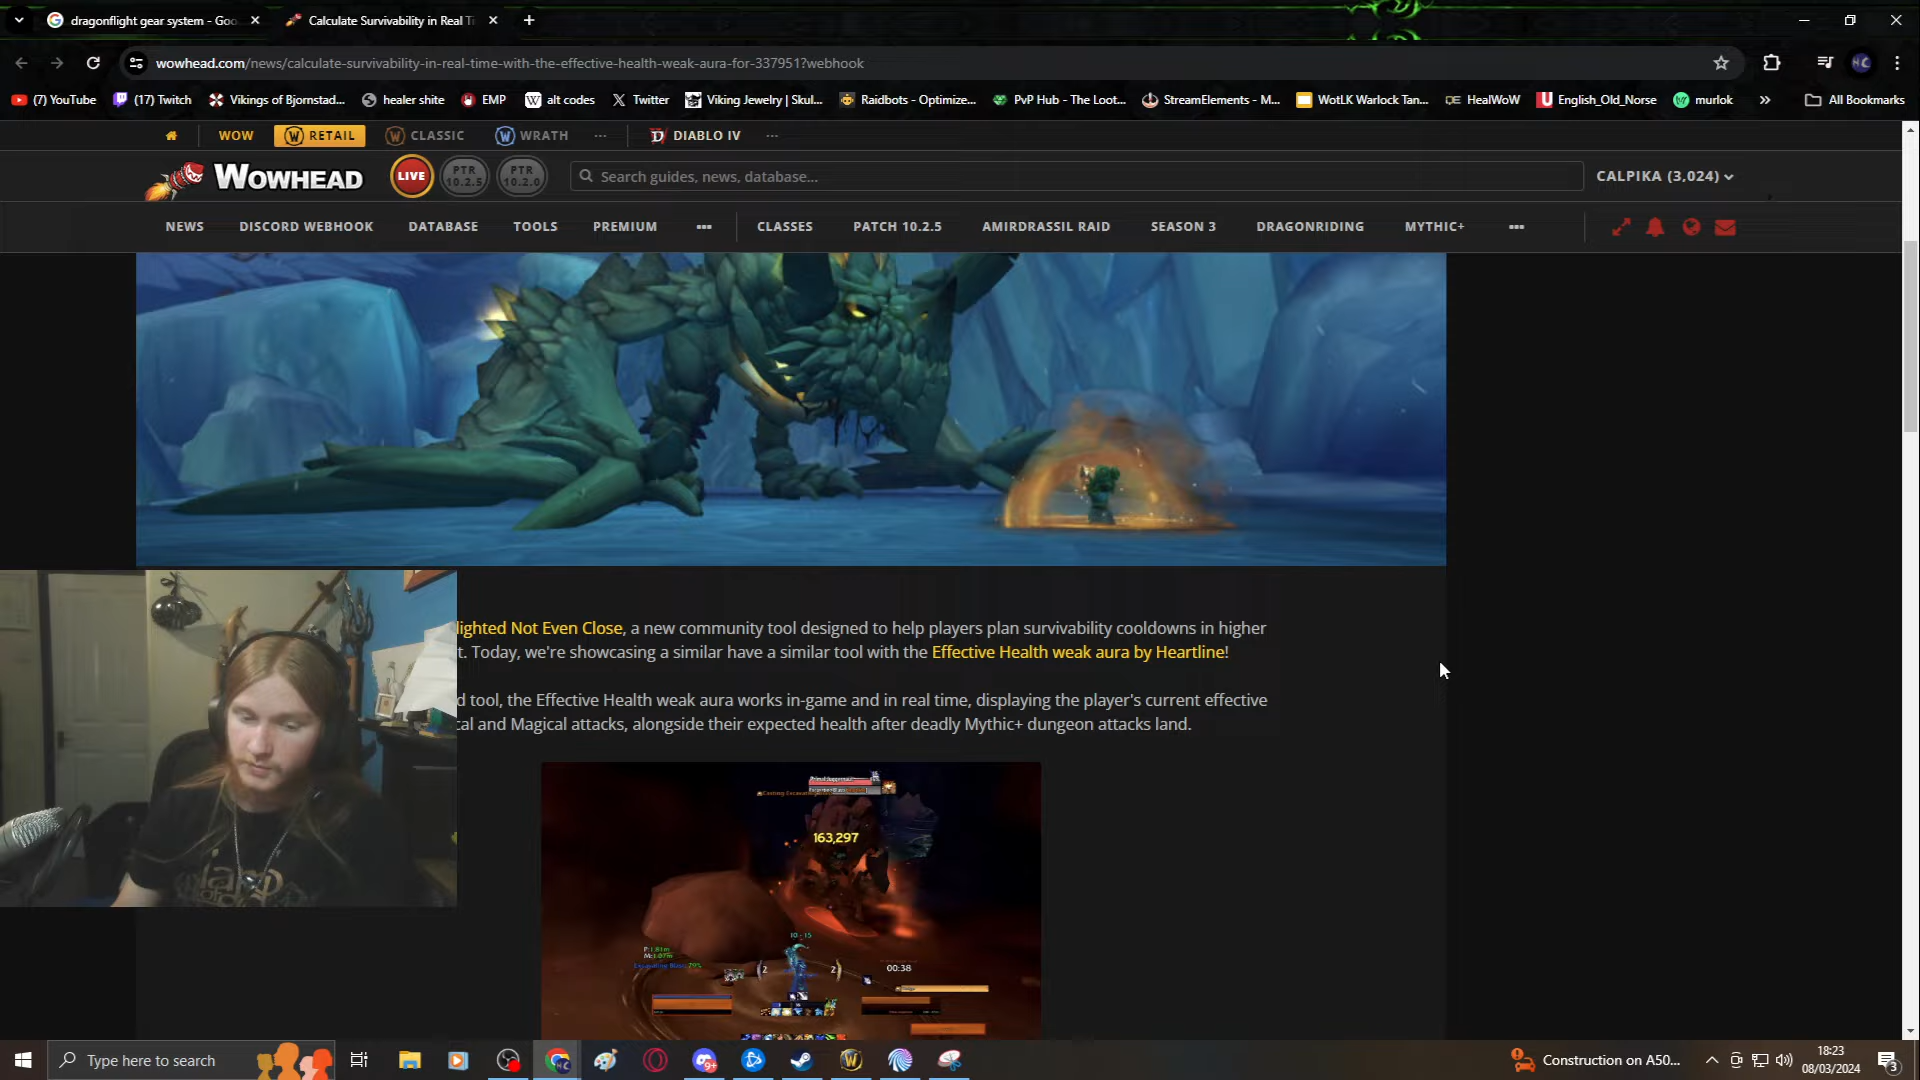 dragonflight gear system - Goo
Calculate Survivability in Real Ti
wowhead.com/news/calculate-survivability-in-real-time-with-the-effective-health-weak-aura-for-337951?webhook
(7) YouTube
(17) Twitch
Vikings of Bjornstad...
healer shite
EMP
alt codes
Twitter
Viking Jewelry | Skul...
Raidbots - Optimize...
PvP Hub - The Loot...
StreamElements - M...
WotLK Warlock Tan...
HealWoW
English_Old_Norse
murlok
All Bookmarks
WOW
RETAIL
CLASSIC
WRATH
DIABLO IV
WOWHEAD
LIVE
PTR 10.2.5
PTR 10.2.0
Search guides, news, database...
CALPIKA (3,024)
NEWS
DISCORD WEBHOOK
DATABASE
TOOLS
PREMIUM
CLASSES
PATCH 10.2.5
AMIRDRASSIL RAID
SEASON 3
DRAGONRIDING
MYTHIC+
lighted Not Even Close, a new community tool designed to help players plan survivability cooldowns in higher
t. Today, we're showcasing a similar have a similar tool with the Effective Health weak aura by Heartline!
d tool, the Effective Health weak aura works in-game and in real time, displaying the player's current effective
cal and Magical attacks, alongside their expected health after deadly Mythic+ dungeon attacks land.
163,297
10 - 15
P:1.81m
M:1.07m
2
2
00:38
Type here to search
Construction on A50...
18:23
08/03/2024